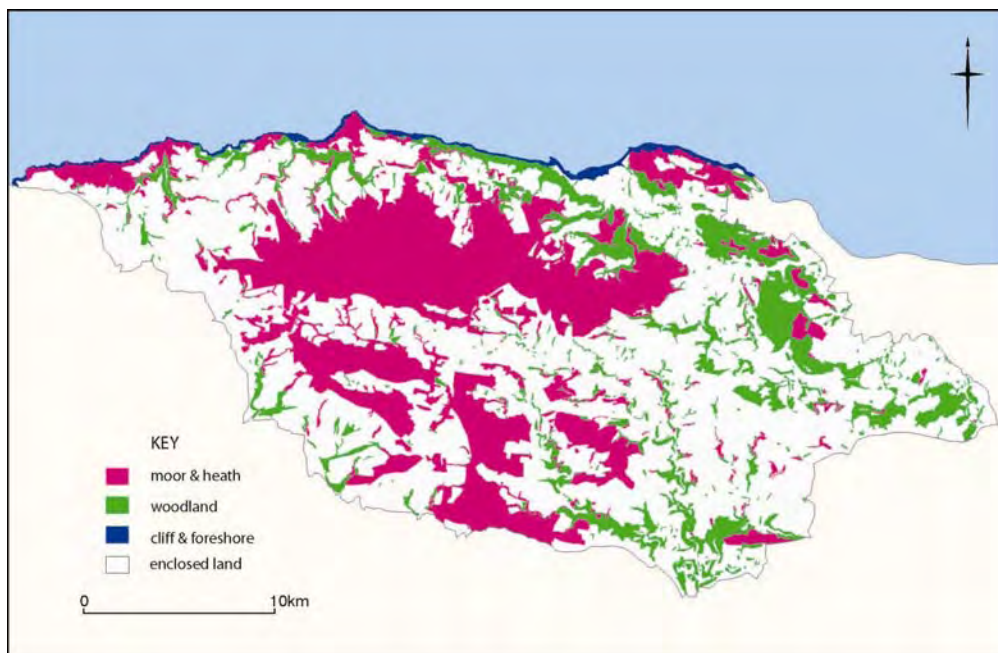 KEY
moor & heath
woodland
cliff & foreshore
enclosed land
0 10km